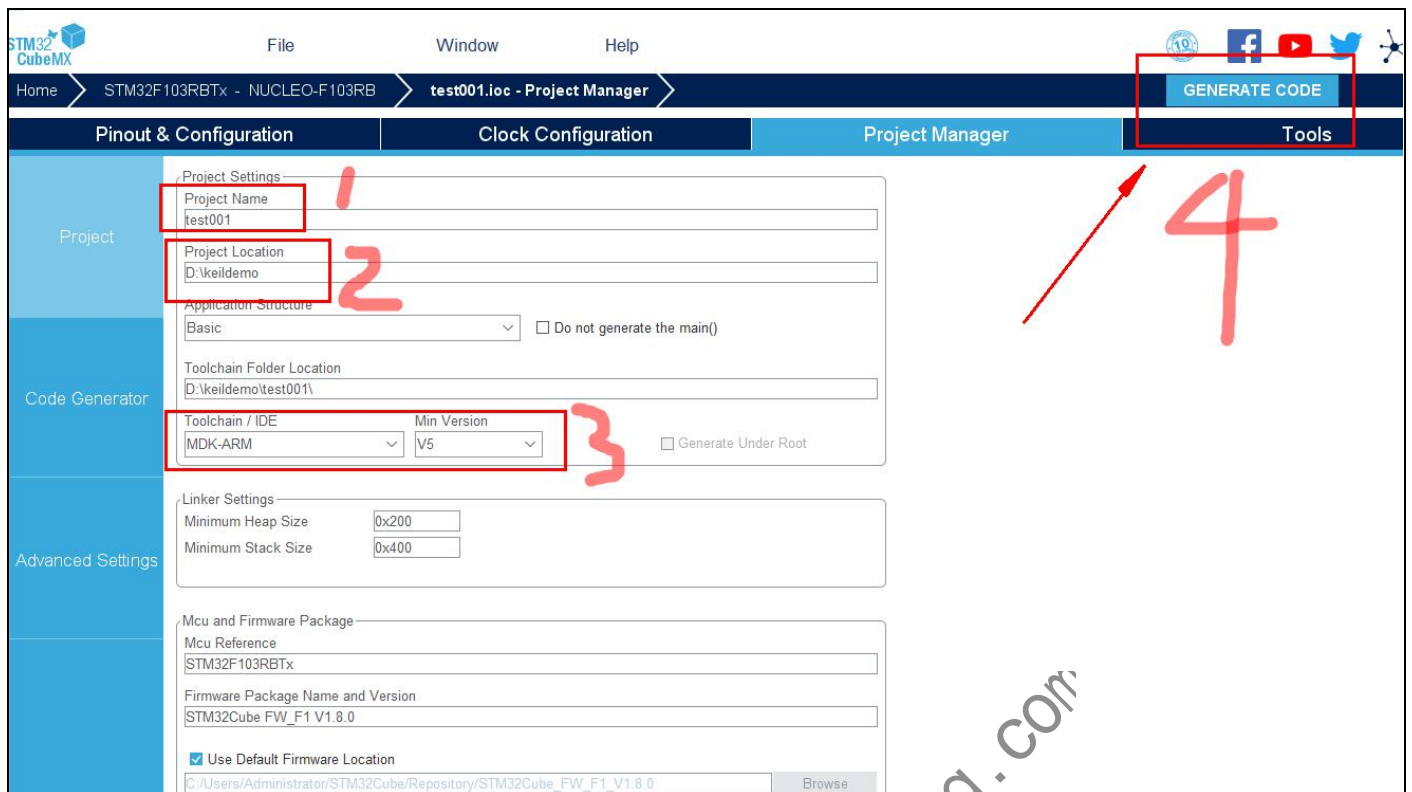 STM32
CubeMX
File Window Help
10
Home STM32F103RBTx - NUCLEO-F103RB test001.ioc - Project Manager GENERATE CODE
Pinout & Configuration Clock Configuration Project Manager Tools
Project
Code Generator
Advanced Settings
Project Settings
1
Project Name
test001
Project Location
2
D:\keildemo
Application Structure
Basic Do not generate the main()
Toolchain Folder Location
D:\keildemo\test001\
Toolchain / IDE Min Version
3
MDK-ARM V5 Generate Under Root
Linker Settings
Minimum Heap Size 0x200
Minimum Stack Size 0x400
Mcu and Firmware Package
Mcu Reference
STM32F103RBTx
Firmware Package Name and Version
STM32Cube FW_F1 V1.8.0
Use Default Firmware Location
C:/Users/Administrator/STM32Cube/Repository/STM32Cube_FW_F1_V1.8.0 Browse
4
g.com